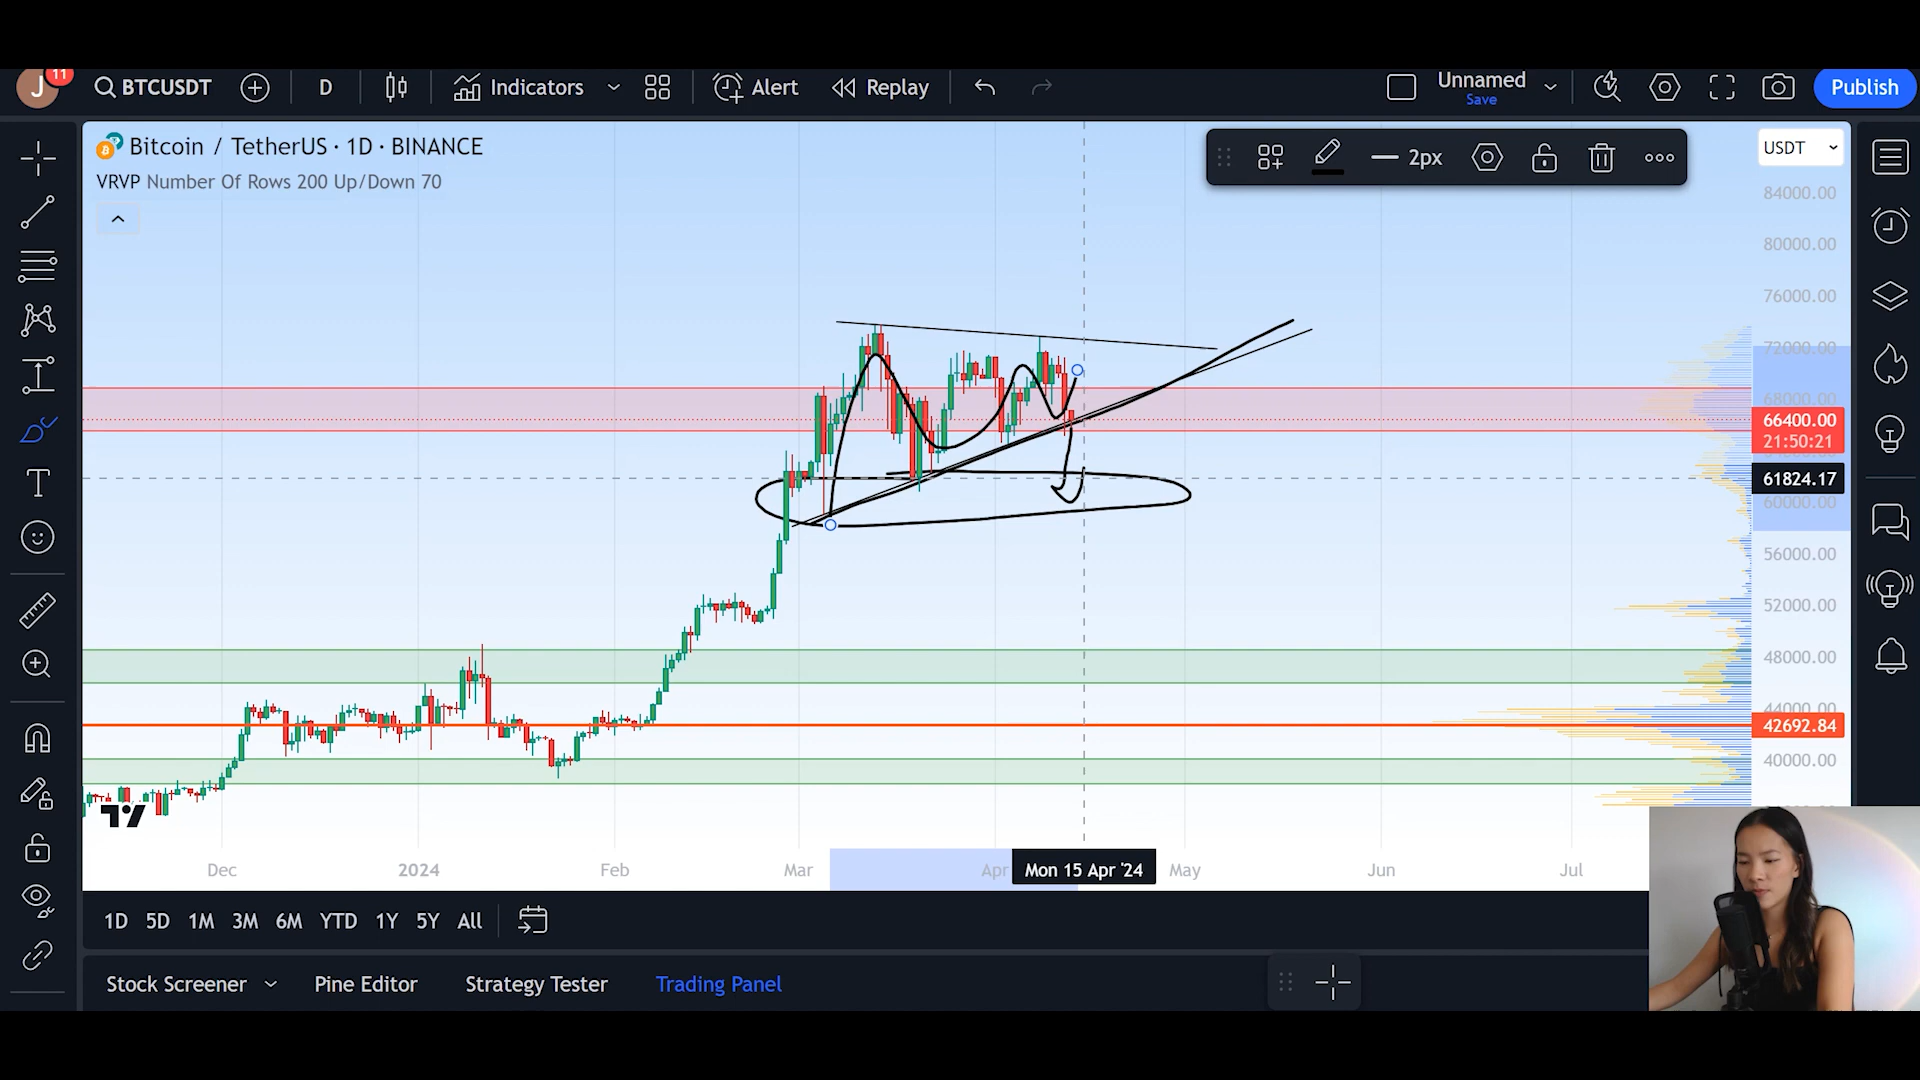 J
11
BTCUSDT
D
Indicators
Alert
Replay
Unnamed
Save
Publish
Bitcoin / TetherUS · 1D · BINANCE
VRVP Number Of Rows 200 Up/Down 70
2px
USDT
84000.00
80000.00
76000.00
72000.00
68000.00
66400.00
21:50:21
61824.17
60000.00
56000.00
52000.00
48000.00
44000.00
42692.84
40000.00
Dec 2024 Feb Mar Apr Mon 15 Apr '24 May Jun Jul
1D 5D 1M 3M 6M YTD 1Y 5Y All
Stock Screener Pine Editor Strategy Tester Trading Panel